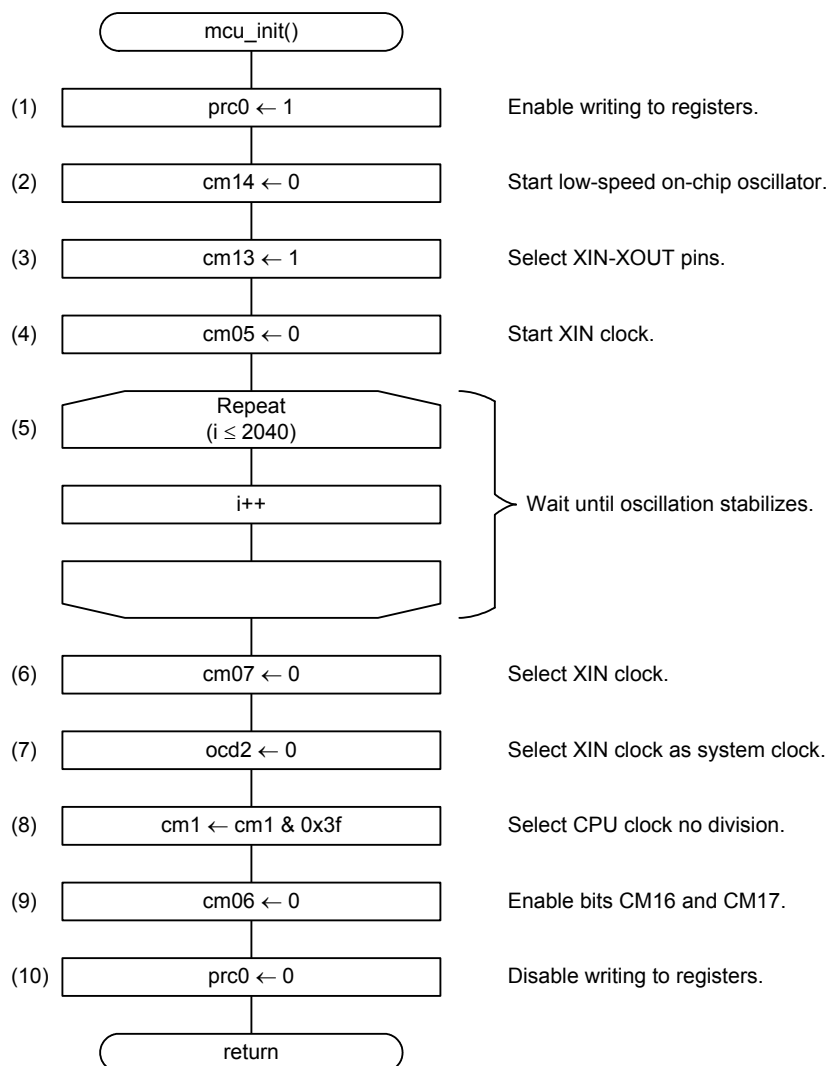 mcu_init()
(1) prc0 ← 1 Enable writing to registers.
(2) cm14 ← 0 Start low-speed on-chip oscillator.
(3) cm13 ← 1 Select XIN-XOUT pins.
(4) cm05 ← 0 Start XIN clock.
(5) Repeat
(i ≤ 2040)
i++ Wait until oscillation stabilizes.
(6) cm07 ← 0 Select XIN clock.
(7) ocd2 ← 0 Select XIN clock as system clock.
(8) cm1 ← cm1 & 0x3f Select CPU clock no division.
(9) cm06 ← 0 Enable bits CM16 and CM17.
(10) prc0 ← 0 Disable writing to registers.
return